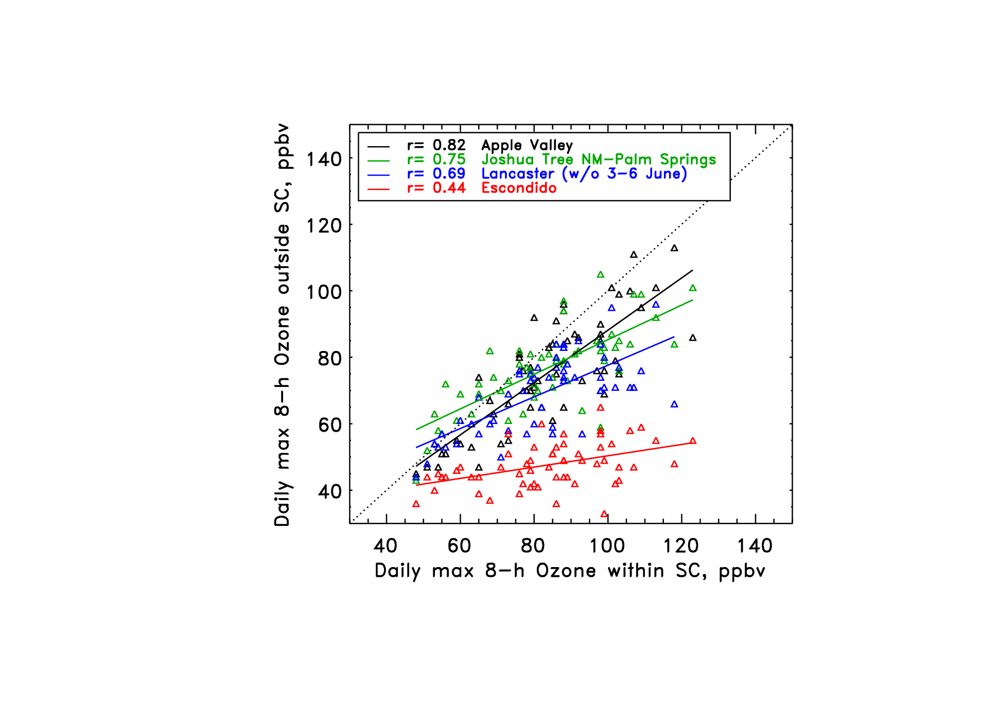 r= 0.82 Apple Valley
r= 0.75 Joshua Tree NM-Palm Springs
r= 0.69 Lancaster (w/o 3-6 June)
r= 0.44 Escondido
Daily max 8-h Ozone outside SC, ppbv
140
120
100
80
60
40
40 60 80 100 120 140
Daily max 8-h Ozone within SC, ppbv